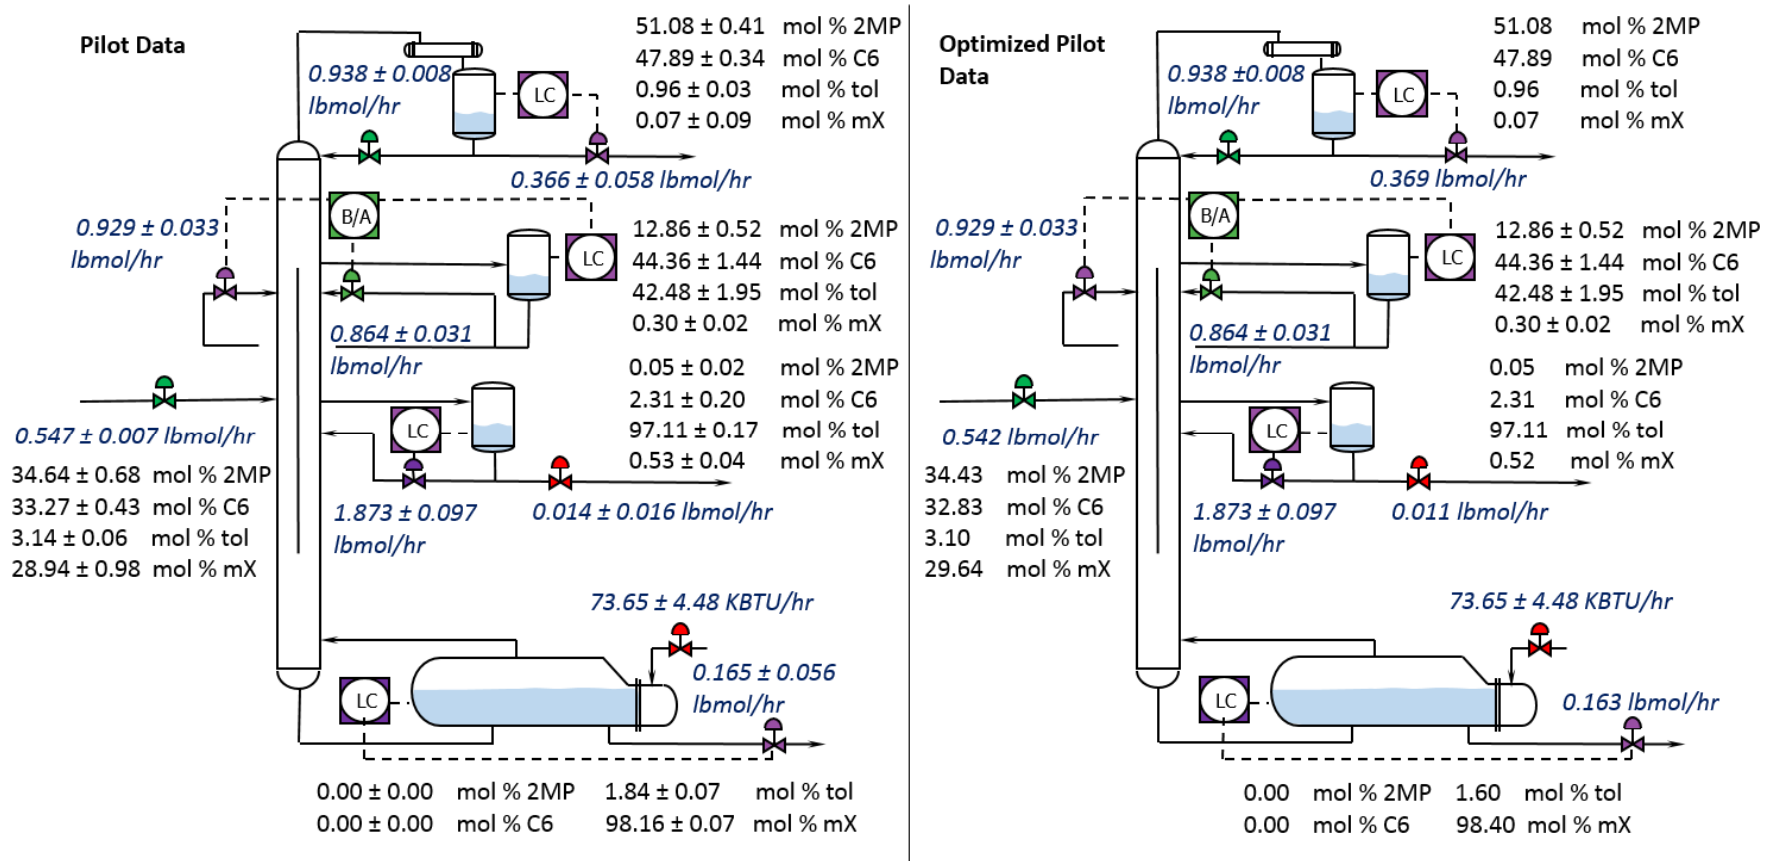 Pilot Data
51.08 ± 0.41 mol % 2MP
47.89 ± 0.34 mol % C6
0.96 ± 0.03 mol % tol
0.07 ± 0.09 mol % mX
0.938 ± 0.008
lbmol/hr
LC
0.366 ± 0.058 lbmol/hr
B/A
0.929 ± 0.033
lbmol/hr
LC
12.86 ± 0.52 mol % 2MP
44.36 ± 1.44 mol % C6
42.48 ± 1.95 mol % tol
0.30 ± 0.02 mol % mX
0.864 ± 0.031
lbmol/hr
0.05 ± 0.02 mol % 2MP
2.31 ± 0.20 mol % C6
97.11 ± 0.17 mol % tol
0.53 ± 0.04 mol % mX
LC
0.547 ± 0.007 lbmol/hr
34.64 ± 0.68 mol % 2MP
33.27 ± 0.43 mol % C6
3.14 ± 0.06 mol % tol
28.94 ± 0.98 mol % mX
1.873 ± 0.097
lbmol/hr
0.014 ± 0.016 lbmol/hr
73.65 ± 4.48 KBTU/hr
0.165 ± 0.056
lbmol/hr
LC
0.00 ± 0.00 mol % 2MP 1.84 ± 0.07 mol % tol
0.00 ± 0.00 mol % C6 98.16 ± 0.07 mol % mX
Optimized Pilot
Data
51.08 mol % 2MP
47.89 mol % C6
0.96 mol % tol
0.07 mol % mX
0.938 ±0.008
lbmol/hr
LC
0.369 lbmol/hr
B/A
0.929 ± 0.033
lbmol/hr
LC
12.86 ± 0.52 mol % 2MP
44.36 ± 1.44 mol % C6
42.48 ± 1.95 mol % tol
0.30 ± 0.02 mol % mX
0.864 ± 0.031
lbmol/hr
0.05 mol % 2MP
2.31 mol % C6
97.11 mol % tol
0.52 mol % mX
LC
0.542 lbmol/hr
34.43 mol % 2MP
32.83 mol % C6
3.10 mol % tol
29.64 mol % mX
1.873 ± 0.097
lbmol/hr
0.011 lbmol/hr
73.65 ± 4.48 KBTU/hr
0.163 lbmol/hr
LC
0.00 mol % 2MP 1.60 mol % tol
0.00 mol % C6 98.40 mol % mX